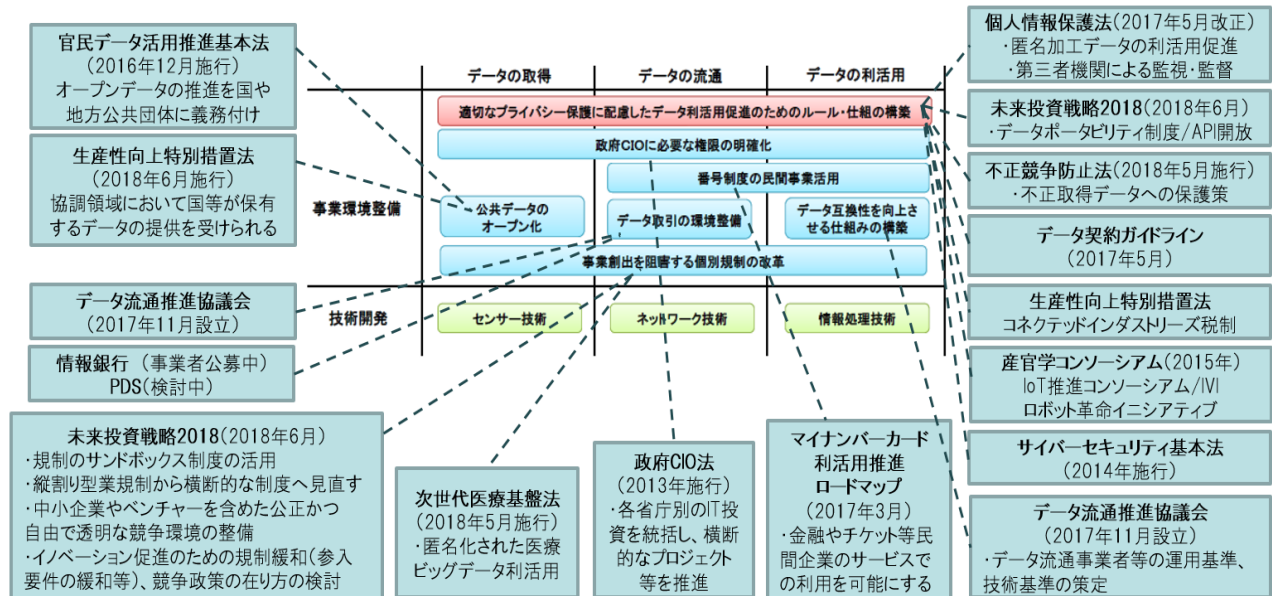 官民データ活用推進基本法
(2016年12月施行)
オープンデータの推進を国や
地方公共団体に義務付け
生産性向上特別措置法
(2018年6月施行)
協調領域において国等が保有
するデータの提供を受けられる
データ流通推進協議会
(2017年11月設立)
情報銀行 (事業者公募中)
PDS(検討中)
未来投資戦略2018(2018年6月)
・規制のサンドボックス制度の活用
・縦割り型業規制から横断的な制度へ見直す
・中小企業やベンチャーを含めた公正かつ
自由で透明な競争環境の整備
・イノベーション促進のための規制緩和(参入
要件の緩和等)、競争政策の在り方の検討
データの取得
データの流通
データの利活用
適切なプライバシー保護に配慮したデータ利活用促進のためのルール・仕組の構築
政府CIOに必要な権限の明確化
番号制度の民間事業活用
事業環境整備
公共データの
オープン化
データ取引の環境整備
データ互換性を向上さ
せる仕組みの構築
事業創出を阻害する個別規制の改革
技術開発
センサー技術
ネットワーク技術
情報処理技術
次世代医療基盤法
(2018年5月施行)
・匿名化された医療
ビッグデータ利活用
政府CIO法
(2013年施行)
・各省庁別のIT投
資を統括し、横断
的なプロジェクト
等を推進
マイナンバーカード
利活用推進
ロードマップ
(2017年3月)
・金融やチケット等民
間企業のサービスで
の利用を可能にする
個人情報保護法(2017年5月改正)
・匿名加工データの利活用促進
・第三者機関による監視・監督
未来投資戦略2018(2018年6月)
・データポータビリティ制度/API開放
不正競争防止法(2018年5月施行)
・不正取得データへの保護策
データ契約ガイドライン
(2017年5月)
生産性向上特別措置法
コネクテッドインダストリーズ税制
産官学コンソーシアム(2015年)
IoT推進コンソーシアム/IVI
ロボット革命イニシアティブ
サイバーセキュリティ基本法
(2014年施行)
データ流通推進協議会
(2017年11月設立)
・データ流通事業者等の運用基準、
技術基準の策定